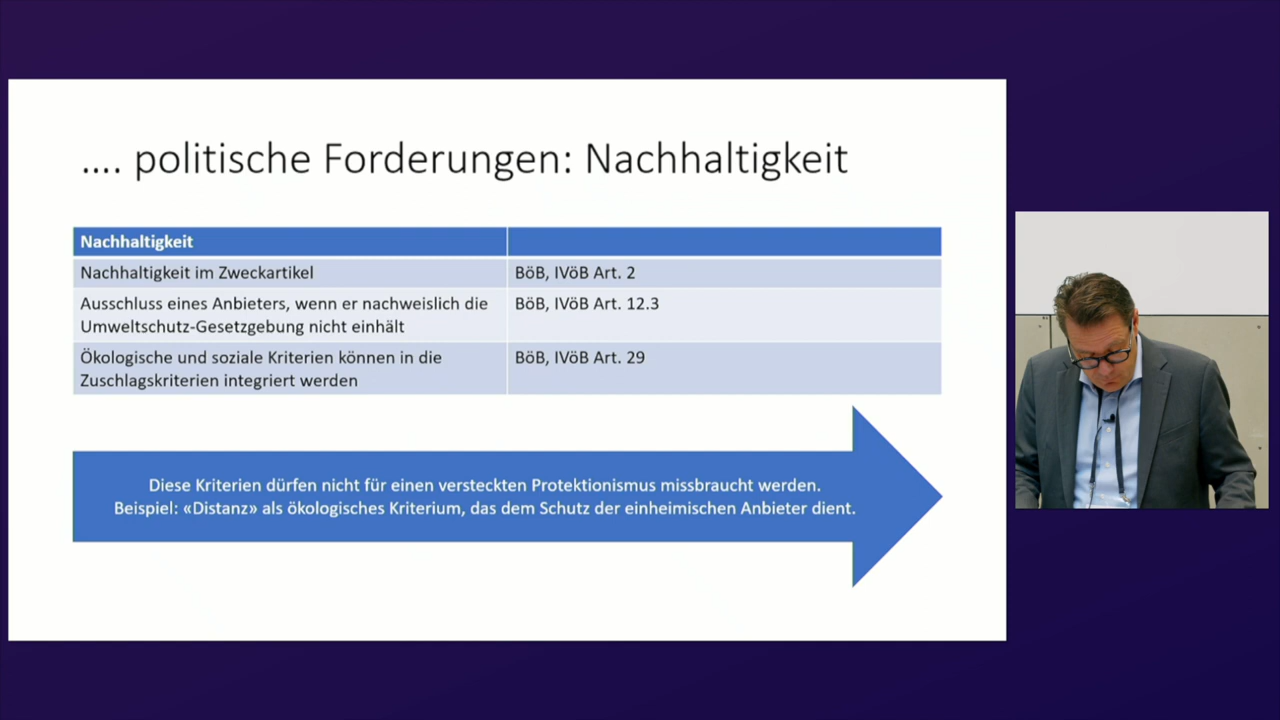 .... politische Forderungen: Nachhaltigkeit
Nachhaltigkeit
Nachhaltigkeit im Zweckartikel
BöB, IVöB Art. 2
Ausschluss eines Anbieters, wenn er nachweislich die
Umweltschutz-Gesetzgebung nicht einhält
BöB, IVöB Art. 12.3
Ökologische und soziale Kriterien können in die
Zuschlagskriterien integriert werden
BöB, IVöB Art. 29
Diese Kriterien dürfen nicht für einen versteckten Protektionismus missbraucht werden.
Beispiel: «Distanz» als ökologisches Kriterium, das dem Schutz der einheimischen Anbieter dient.